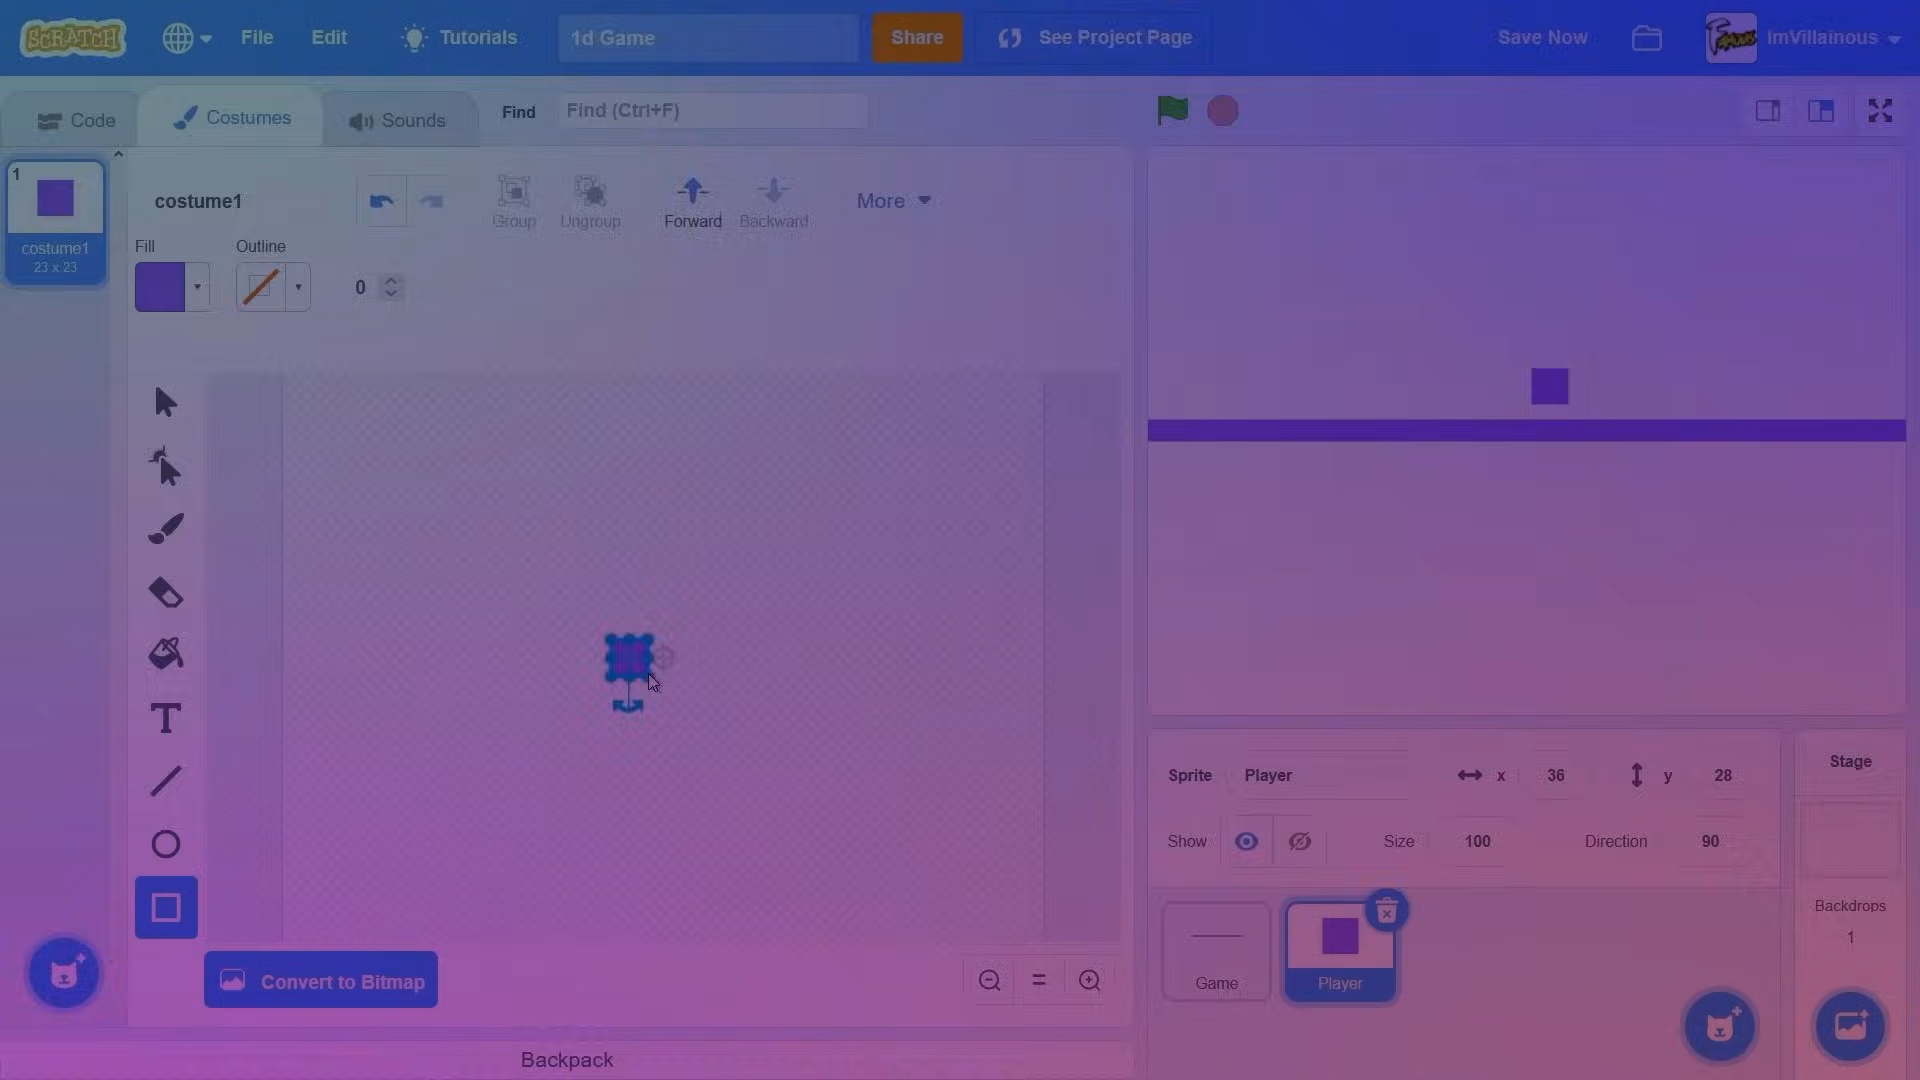 SCRATCH File Edit Tutorials 1d Game Share See Project Page Save Now ImVillainous
Code Costumes Sounds Find Find (Ctrl+F)
1
costume1
23 x 23
costume1
Group Ungroup Forward Backward More
Fill Outline
0
Convert to Bitmap
Backpack
Sprite Player x 36 y 28
Show Size 100 Direction 90
Game Player
Stage
Backdrops
1